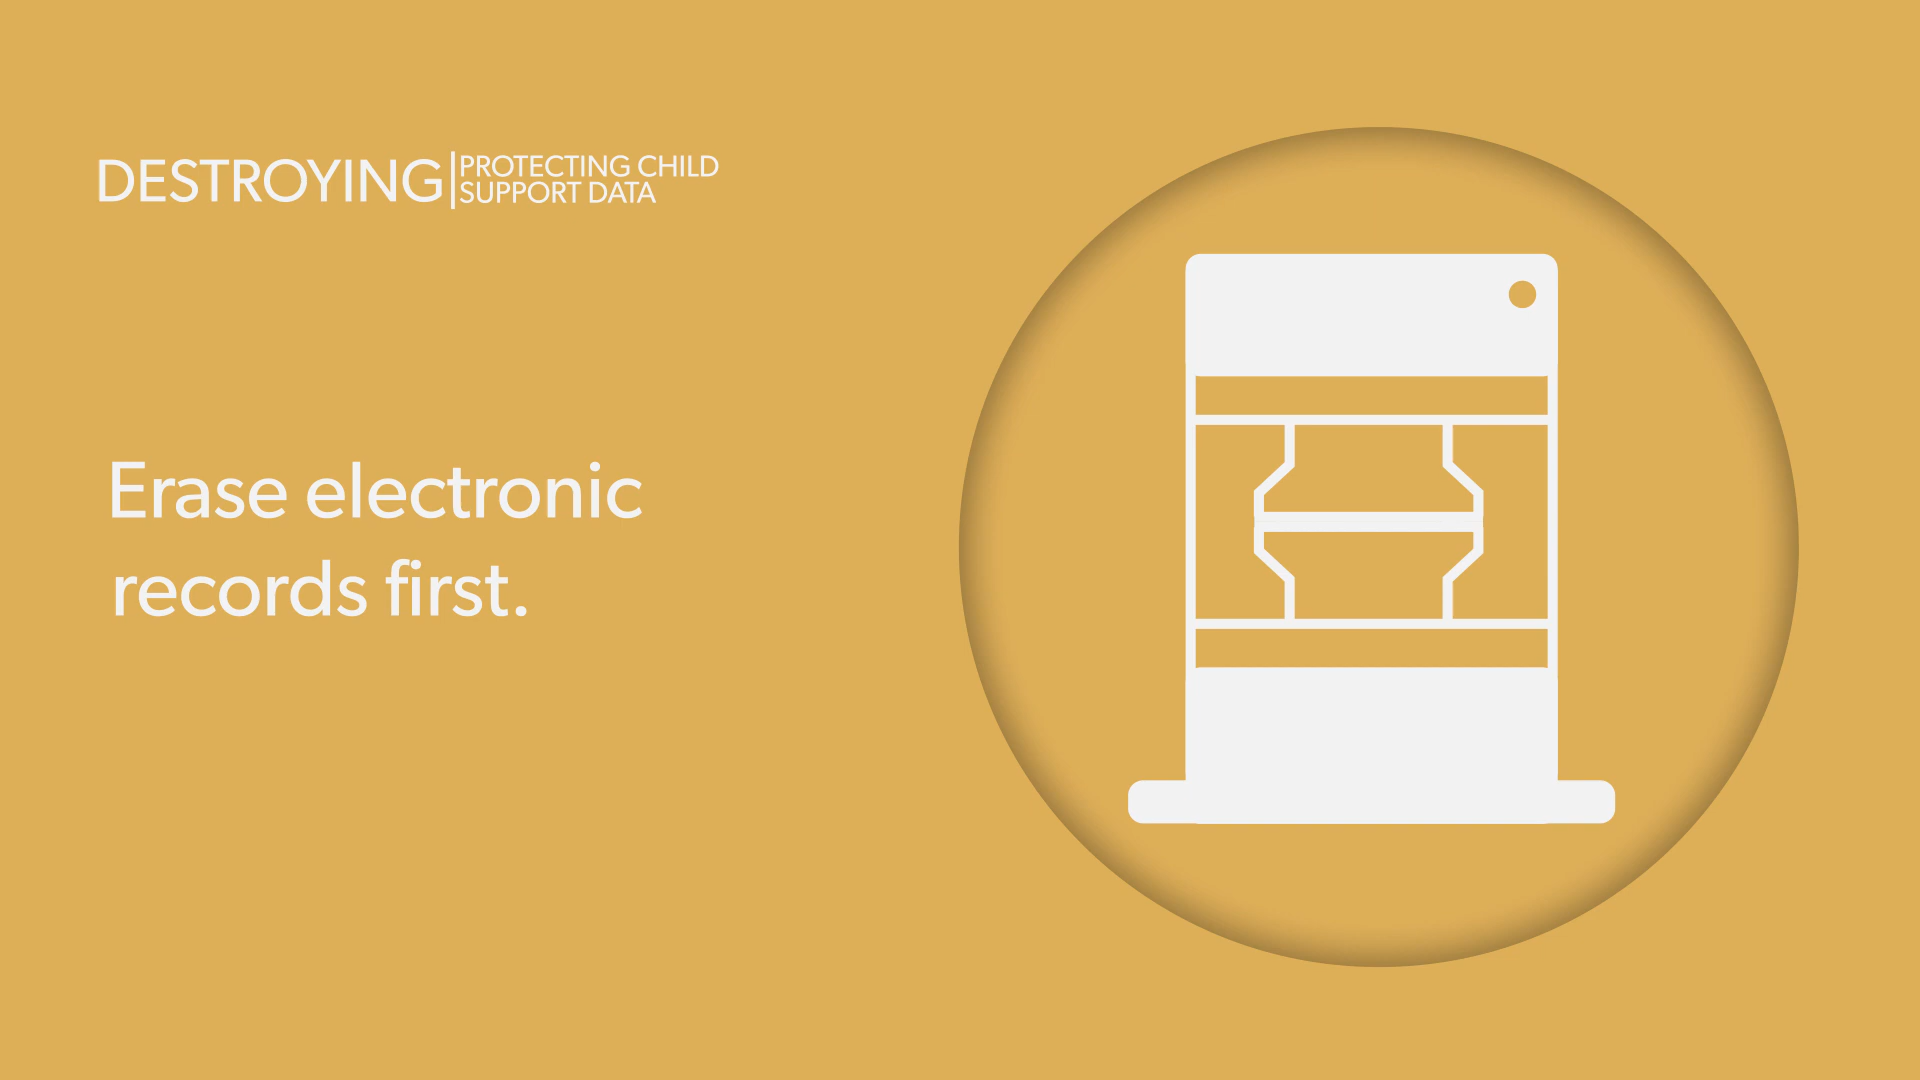 DESTROYING
PROTECTING CHILD
SUPPORT DATA
Erase electronic
records first.